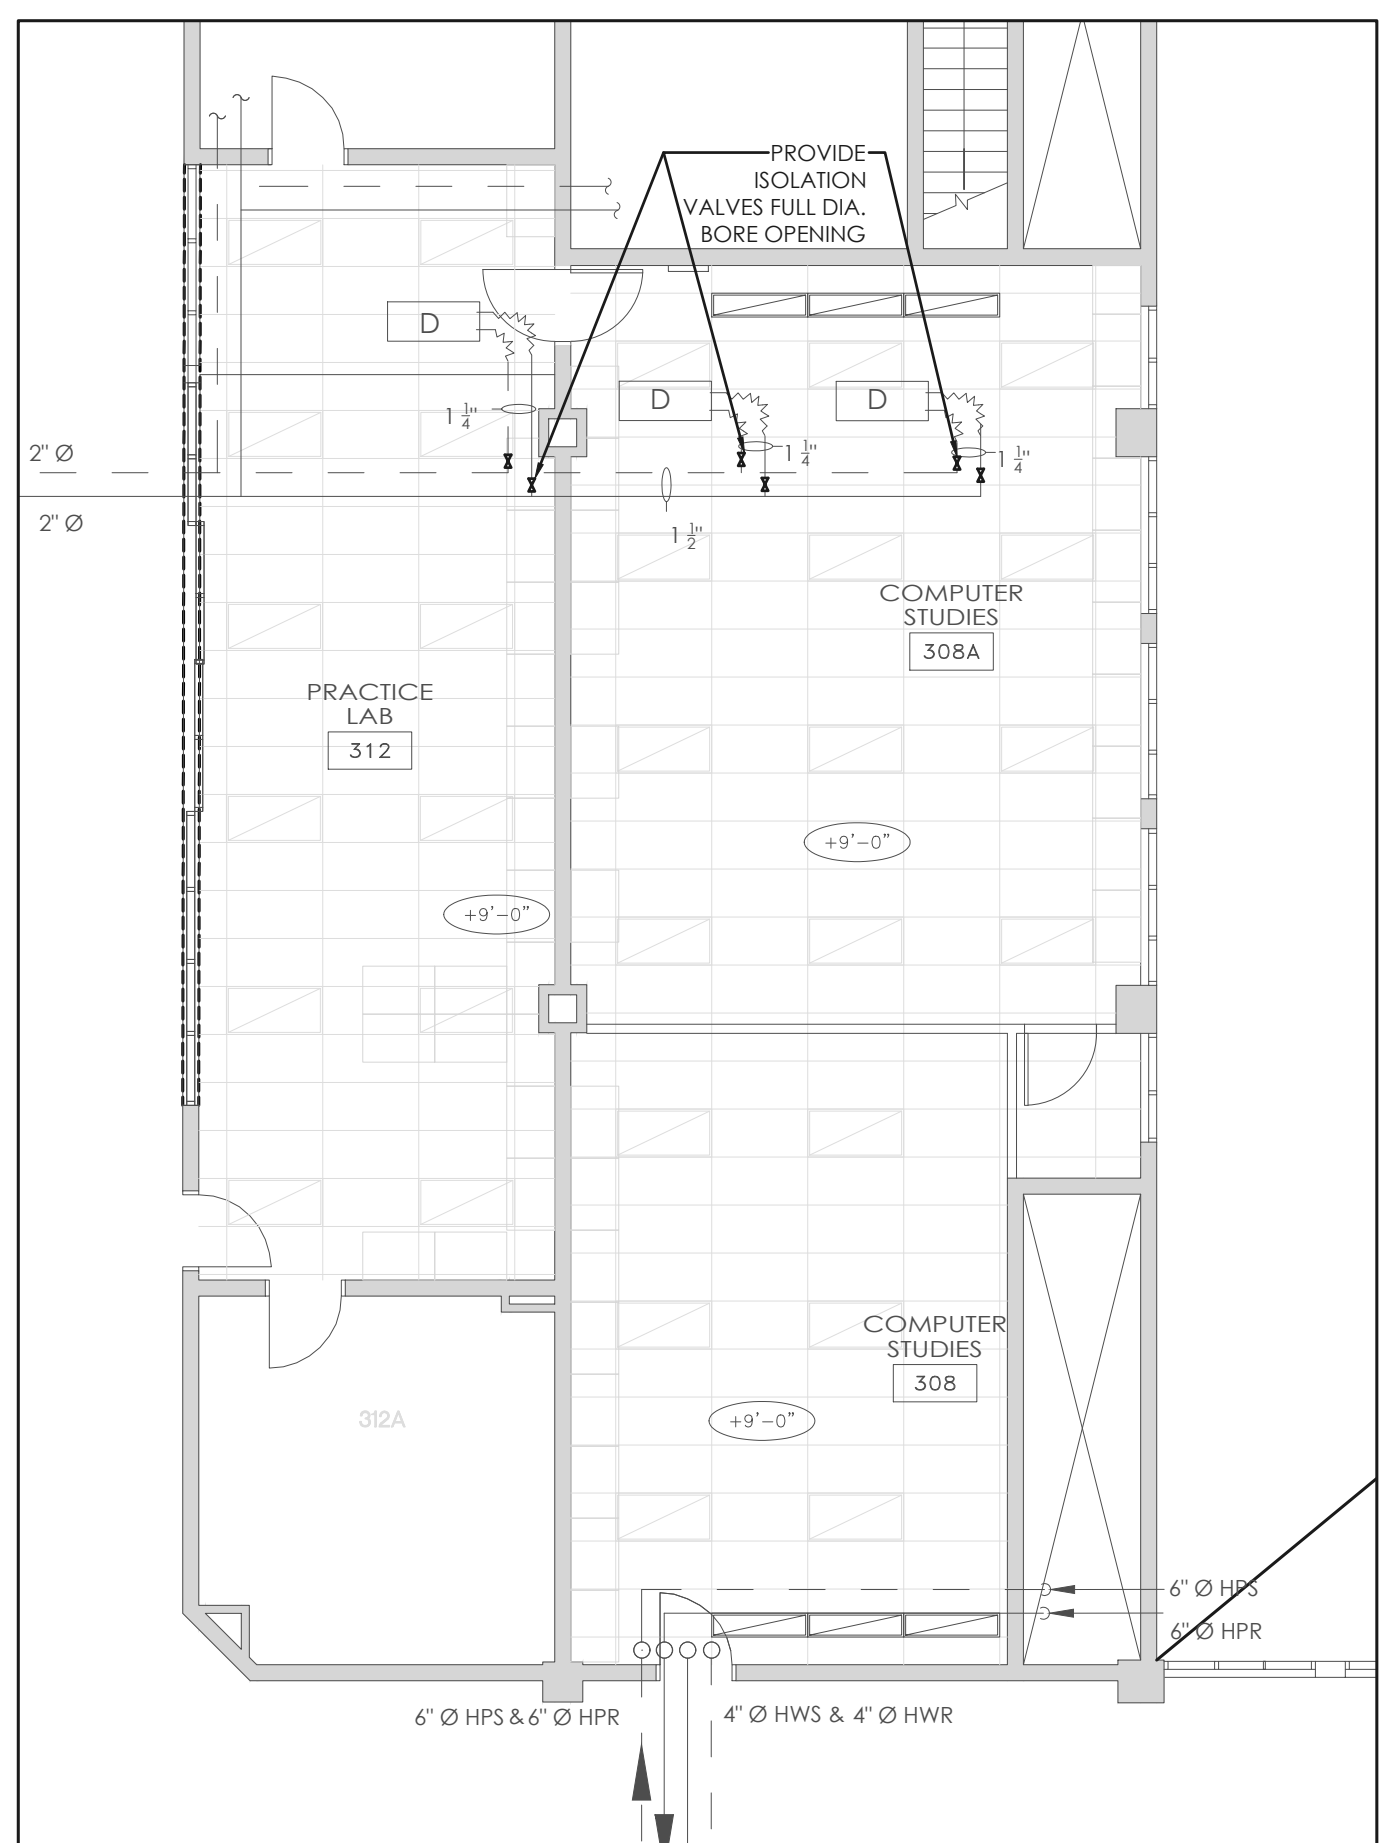 PROVIDE
ISOLATION
VALVES FULL DIA.
BORE OPENING
D
D
D
1 1/4"
1 1/4"
1 1/4"
2" Ø
2" Ø
1 1/2"
COMPUTER
STUDIES
308A
PRACTICE
LAB
312
+9'-0"
+9'-0"
COMPUTER
STUDIES
308
312A
+9'-0"
6" Ø HPS
6" Ø HPR
6" Ø HPS & 6" Ø HPR
4" Ø HWS & 4" Ø HWR